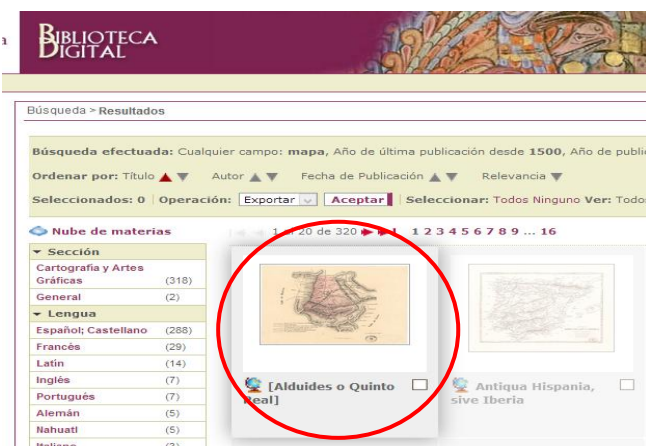 a
BIBLIOTECA
DIGITAL
Búsqueda > Resultados
Búsqueda efectuada: Cualquier campo: mapa, Año de última publicación desde 1500, Año de publi
Ordenar por: Título Autor Fecha de Publicación Relevancia
Seleccionados: 0 Operación: Exportar Aceptar Seleccionar: Todos Ninguno Ver: Todo
Nube de materias 1 al 20 de 320 1 2 3 4 5 6 7 8 9 ... 16
Sección
Cartografía y Artes
Gráficas (318)
General (2)
Lengua
Español; Castellano (288)
Francés (29)
Latín (14)
Inglés (7)
Portugués (7)
Alemán (5)
Nahuatl (5)
Italiano (3)
[Alduides o Quinto
Real]
Antiqua Hispania,
sive Iberia